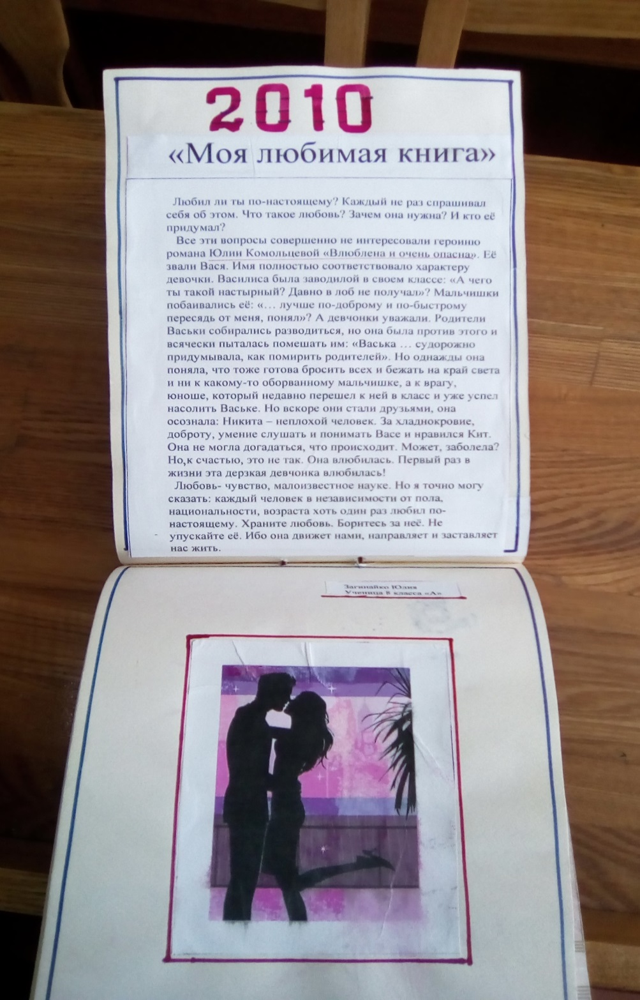 2010
«Моя любимая книга»
Любил ли ты по-настоящему? Каждый не раз спрашивал
себя об этом. Что такое любовь? Зачем она нужна? И кто её
придумал?
Все эти вопросы совершенно не интересовали героиню
романа Юлии Комольцевой «Влюблена и очень опасна». Её
звали Вася. Имя полностью соответствовало характеру
девочки. Василиса была заводилой в своем классе: «А чего
ты такой настырный? Давно в лоб не получал»? Мальчишки
побаивались её: «… лучше по-доброму и по-быстрому
пересядь от меня, понял»? А девчонки уважали. Родители
Васьки собирались разводиться, но она была против этого и
всячески пыталась помешать им: «Васька … судорожно
придумывала, как помирить родителей». Но однажды она
поняла, что тоже готова бросить всех и бежать на край света
и ни к какому-то оборванному мальчишке, а к врагу,
юноше, который недавно перешел к ней в класс и уже успел
насолить Ваське. Но вскоре они стали друзьями, она
осознала: Никита – неплохой человек. За хладнокровие,
доброту, умение слушать и понимать Васе и нравился Кит.
Она не могла догадаться, что происходит. Может, заболела?
Но,к счастью, это не так. Она влюбилась. Первый раз в
жизни эта дерзкая девчонка влюбилась!
Любовь- чувство, малоизвестное науке. Но я точно могу
сказать: каждый человек в независимости от пола,
национальности, возраста хоть один раз любил по-
настоящему. Храните любовь. Боритесь за неё. Не
упускайте её. Ибо она движет нами, направляет и заставляет
нас жить.
Загинайко Юлия
Ученица 8 класса «А»